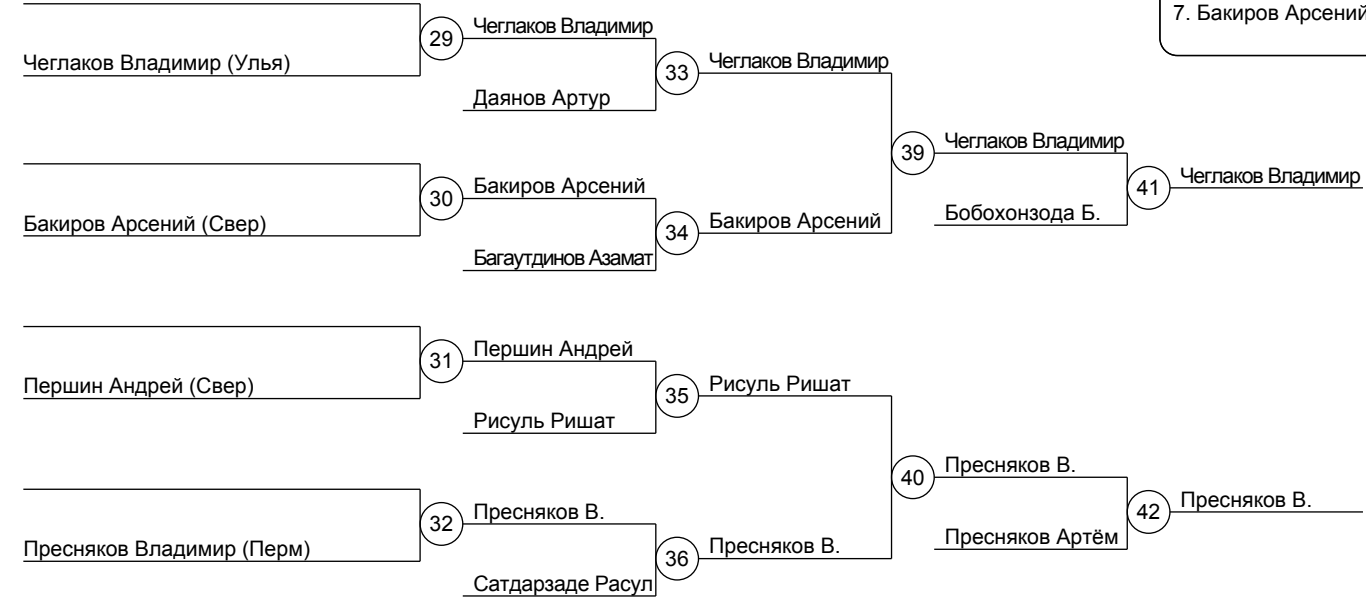 7. Бакиров Арсений
29
Чеглаков Владимир
Чеглаков Владимир (Улья)
33
Чеглаков Владимир
Даянов Артур
39
Чеглаков Владимир
30
Бакиров Арсений
Бакиров Арсений (Свер)
34
Бакиров Арсений
Багаутдинов Азамат
Бобохонзода Б.
41
Чеглаков Владимир
31
Першин Андрей
Першин Андрей (Свер)
35
Рисуль Ришат
Рисуль Ришат
40
Пресняков В.
32
Пресняков В.
Пресняков Владимир (Перм)
36
Пресняков В.
Сатдарзаде Расул
Пресняков Артём
42
Пресняков В.